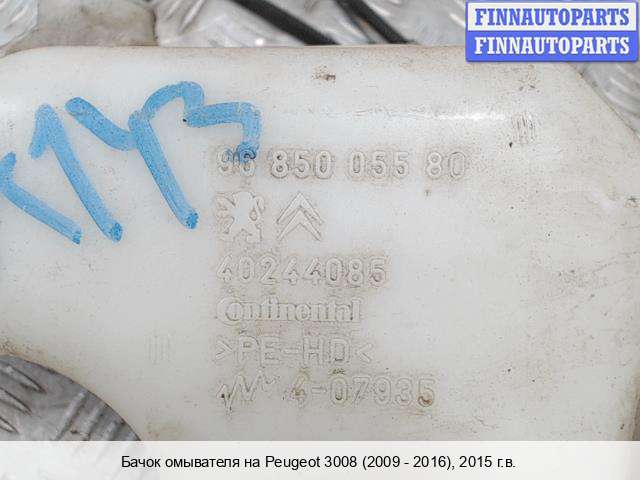 FINNAUTOPARTS
FINNAUTOPARTS
96 850 055 80
40244085
Continental
>PE-HD<
4-07935
Бачок омывателя на Peugeot 3008 (2009 - 2016), 2015 г.в.